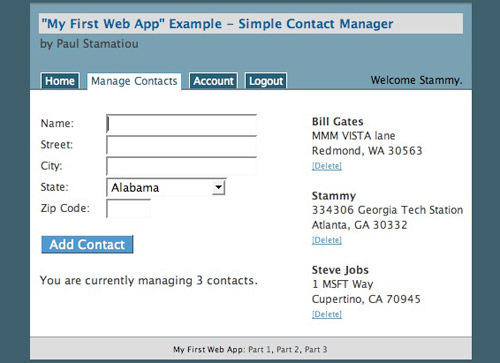 "My First Web App" Example - Simple Contact Manager
by Paul Stamatiou
Home Manage Contacts Account Logout Welcome Stammy.
Name:
Street:
City:
State: Alabama
Zip Code:
Add Contact
You are currently managing 3 contacts.
Bill Gates
MMM VISTA lane
Redmond, WA 30563
[Delete]
Stammy
334306 Georgia Tech Station
Atlanta, GA 30332
[Delete]
Steve Jobs
1 MSFT Way
Cupertino, CA 70945
[Delete]
My First Web App: Part 1, Part 2, Part 3